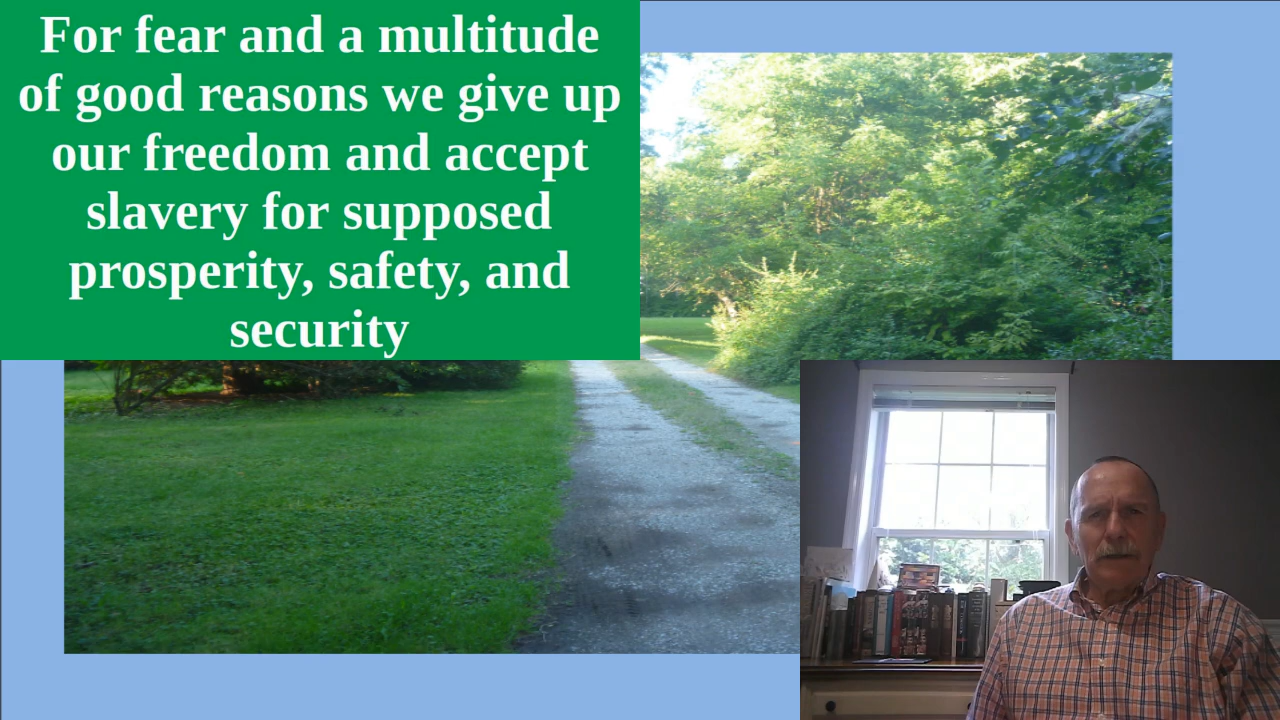 For fear and a multitude
of good reasons we give up
our freedom and accept
slavery for supposed
prosperity, safety, and
security